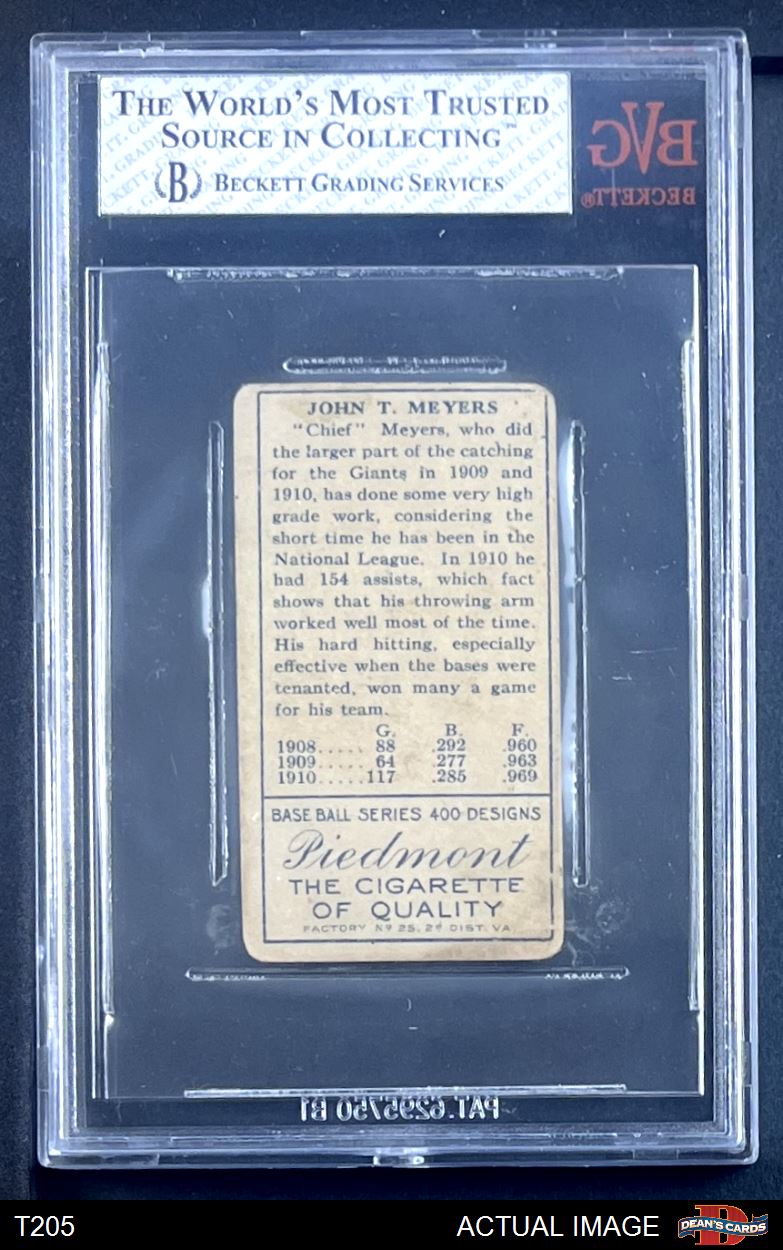 THE WORLD'S MOST TRUSTED
SOURCE IN COLLECTING™
B BECKETT GRADING SERVICES
BVG
BECKETT®
JOHN T. MEYERS
"Chief" Meyers, who did
the larger part of the catching
for the Giants in 1909 and
1910, has done some very high
grade work, considering the
short time he has been in the
National League. In 1910 he
had 154 assists, which fact
shows that his throwing arm
worked well most of the time.
His hard hitting, especially
effective when the bases were
tenanted, won many a game
for his team.
G. B. F.
1908..... 88 .292 .960
1909..... 64 .277 .963
1910.....117 .285 .969
BASE BALL SERIES 400 DESIGNS
Piedmont
THE CIGARETTE
OF QUALITY
FACTORY Nº 25, 2ᵈ DIST. VA.
PAT. 6295750 B1
T205
ACTUAL IMAGE
D
DEAN'S CARDS